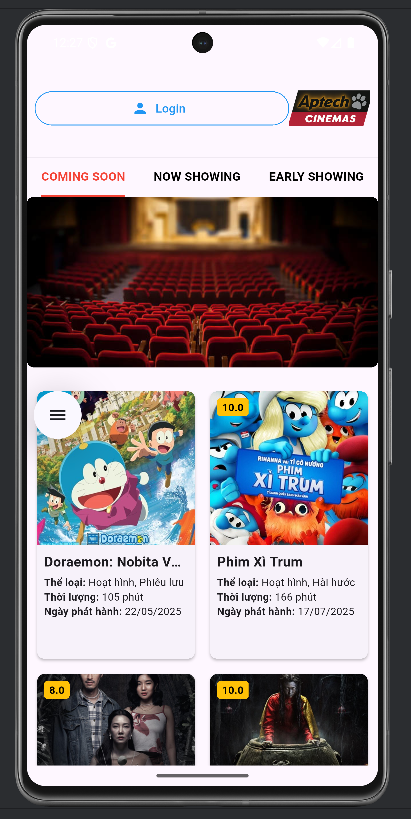 Login
Aptech
CINEMAS
COMING SOON
NOW SHOWING
EARLY SHOWING
10.0
RIHANNA
TÍ CÔ NƯƠNG
PHIM
XÌ TRUM
Doraemon
Doraemon: Nobita V...
Thể loại: Hoạt hình, Phiêu lưu
Thời lượng: 105 phút
Ngày phát hành: 22/05/2025
Phim Xì Trum
Thể loại: Hoạt hình, Hài hước
Thời lượng: 166 phút
Ngày phát hành: 17/07/2025
8.0
10.0